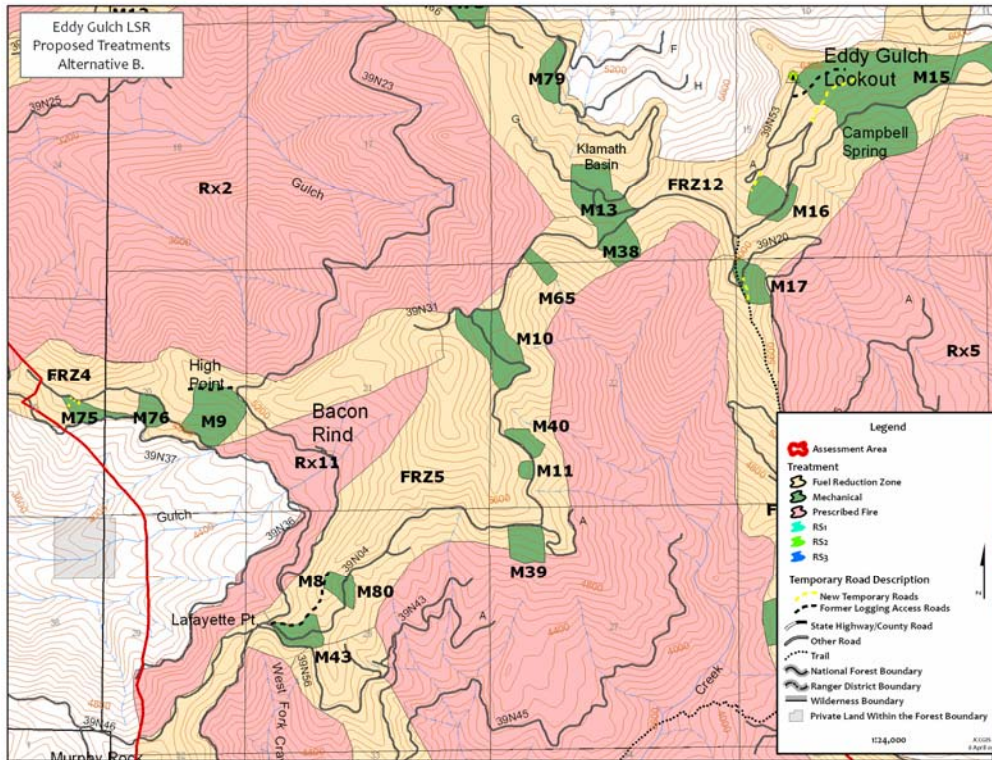 Eddy Gulch LSR
Proposed Treatments
Alternative B.
39N23
F
5200
H
M79
G
Eddy Gulch
Lookout
M15
39N53
39N25
Klamath
Basin
Campbell
Spring
A
Rx2
Gulch
FRZ12
M13
M16
M38
39N20
M65
M17
39N31
M10
A
Rx5
FRZ4
High
Point
M75
M76
M9
Bacon
Rind
M40
39N37
Rx11
FRZ5
M11
Gulch
39N36
A
M39
M8
39N04
M80
39N43
A
Lafayette Pt.
M43
39N56
West Fork
Creek
39N45
39N46
Murphy Rock
Legend
Assessment Area
Treatment
Fuel Reduction Zone
Mechanical
Prescribed Fire
RS1
RS2
RS3
Temporary Road Description
New Temporary Roads
Former Logging Access Roads
State Highway/County Road
Other Road
Trail
National Forest Boundary
Ranger District Boundary
Wilderness Boundary
Private Land Within the Forest Boundary
1:24,000